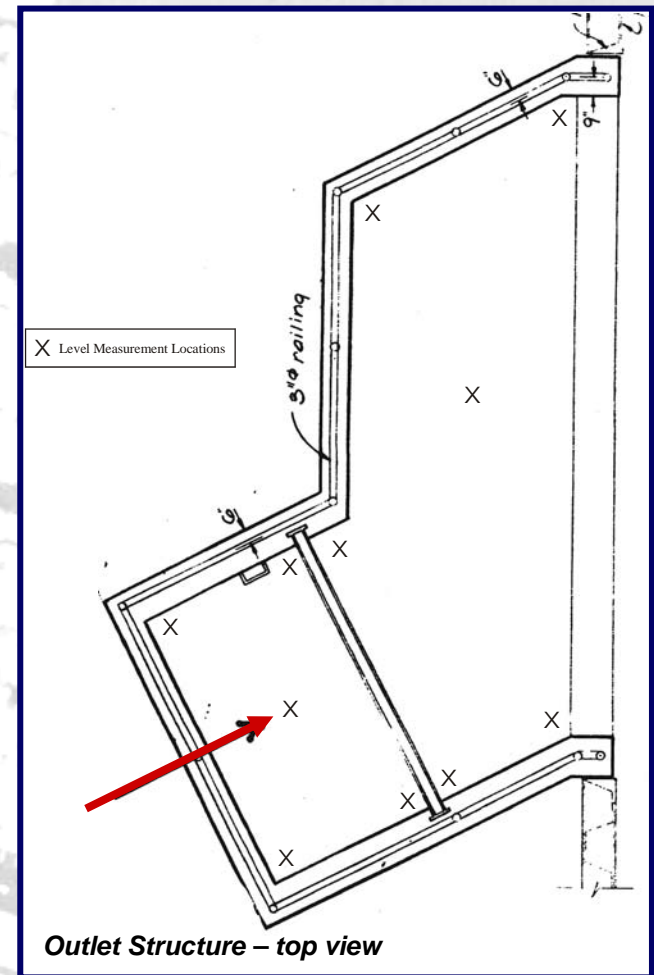 6"
9"
X Level Measurement Locations
3"ϕ railing
6"
Outlet Structure – top view